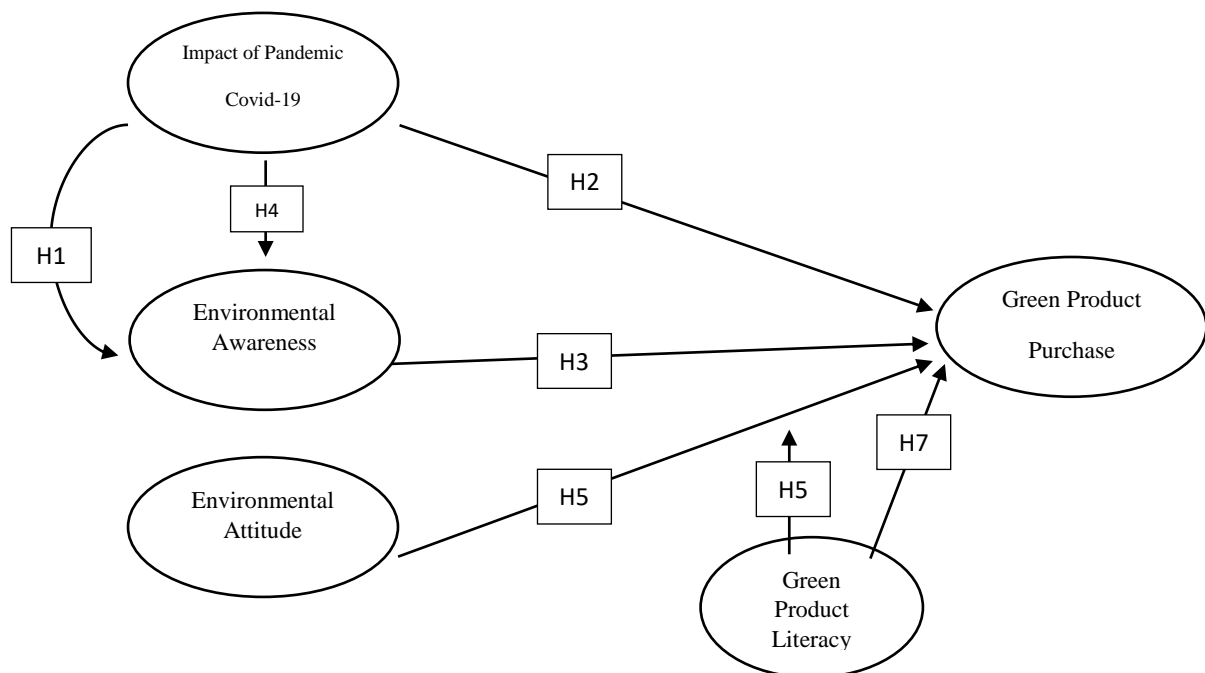 Impact of Pandemic
Covid-19
H2
H4
H1
Environmental
Awareness
Green Product
Purchase
H3
H7
Environmental
Attitude
H5
H5
Green
Product
Literacy